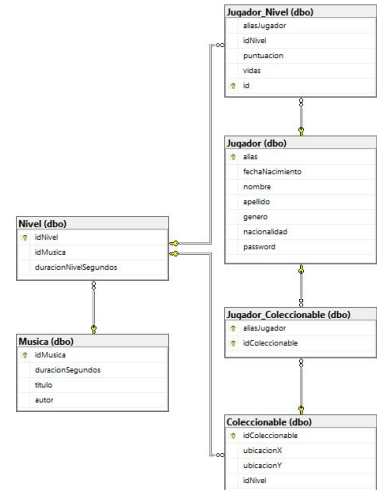 Jugador_Nivel (dbo)
aliasJugador
idNivel
puntuacion
vidas
id
Jugador (dbo)
alias
fechaNacimiento
nombre
apellido
genero
nacionalidad
password
Nivel (dbo)
idNivel
idMusica
duracionNivelSegundos
Musica (dbo)
idMusica
duracionSegundos
titulo
autor
Jugador_Coleccionable (dbo)
aliasJugador
idColeccionable
Coleccionable (dbo)
idColeccionable
ubicacionX
ubicacionY
idNivel